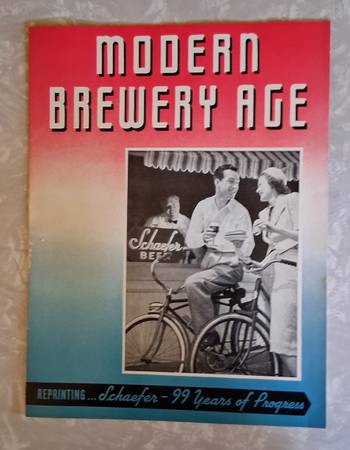 MODERN
BREWERY AGE
Schaefer
BEER
REPRINTING... Schaefer - 99 Years of Progress